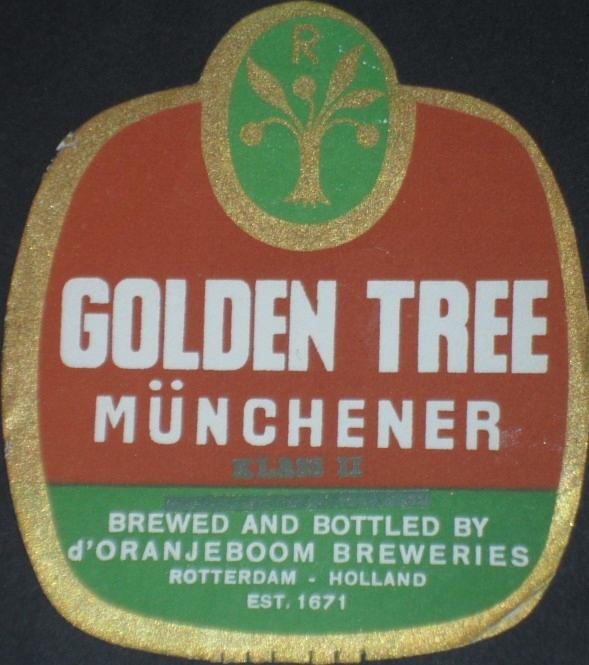 R
GOLDEN TREE
MÜNCHENER
KLASS II
BREWED AND BOTTLED BY
d'ORANJEBOOM BREWERIES
ROTTERDAM - HOLLAND
EST. 1671